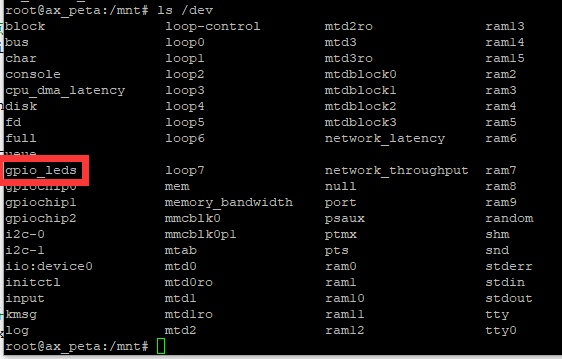 root@ax_peta:/mnt# ls /dev
block loop-control mtd2ro ram13
bus loop0 mtd3 ram14
char loop1 mtd3ro ram15
console loop2 mtdblock0 ram2
cpu_dma_latency loop3 mtdblock1 ram3
disk loop4 mtdblock2 ram4
fd loop5 mtdblock3 ram5
full loop6 network_latency ram6
gpio_leds loop7 network_throughput ram7
gpiochip0 mem null ram8
gpiochip1 memory_bandwidth port ram9
gpiochip2 mmcblk0 psaux random
i2c-0 mmcblk0p1 ptmx shm
i2c-1 mtab pts snd
iio:device0 mtd0 ram0 stderr
initctl mtd0ro ram1 stdin
input mtd1 ram10 stdout
kmsg mtd1ro ram11 tty
log mtd2 ram12 tty0
root@ax_peta:/mnt#